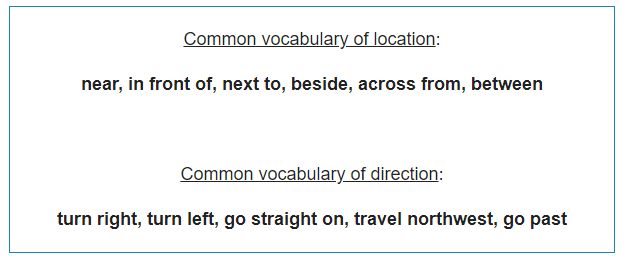 Common vocabulary of location:
near, in front of, next to, beside, across from, between
Common vocabulary of direction:
turn right, turn left, go straight on, travel northwest, go past